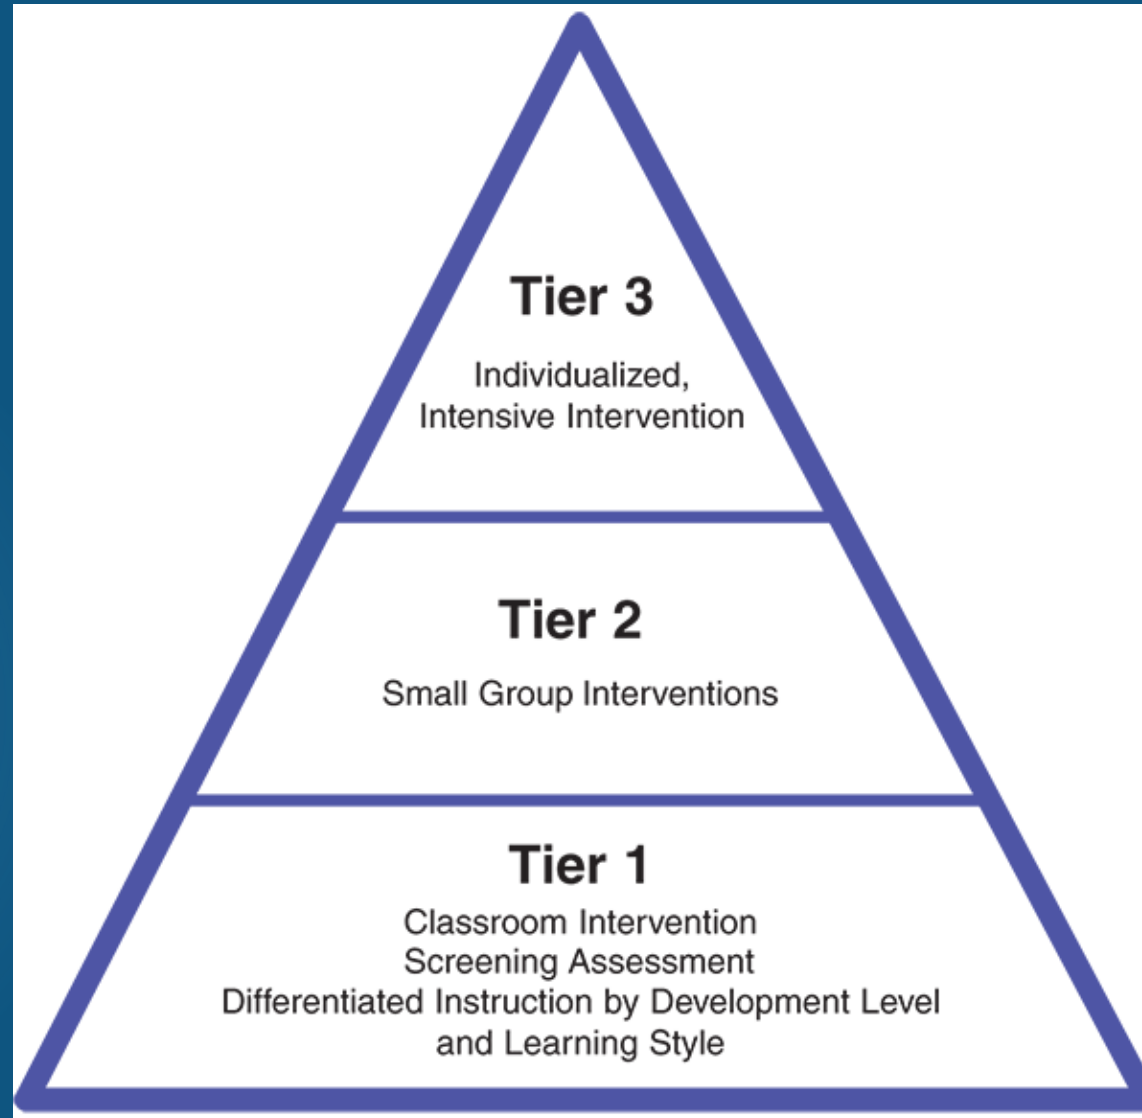 Tier 3
Individualized,
Intensive Intervention
Tier 2
Small Group Interventions
Tier 1
Classroom Intervention
Screening Assessment
Differentiated Instruction by Development Level
and Learning Style